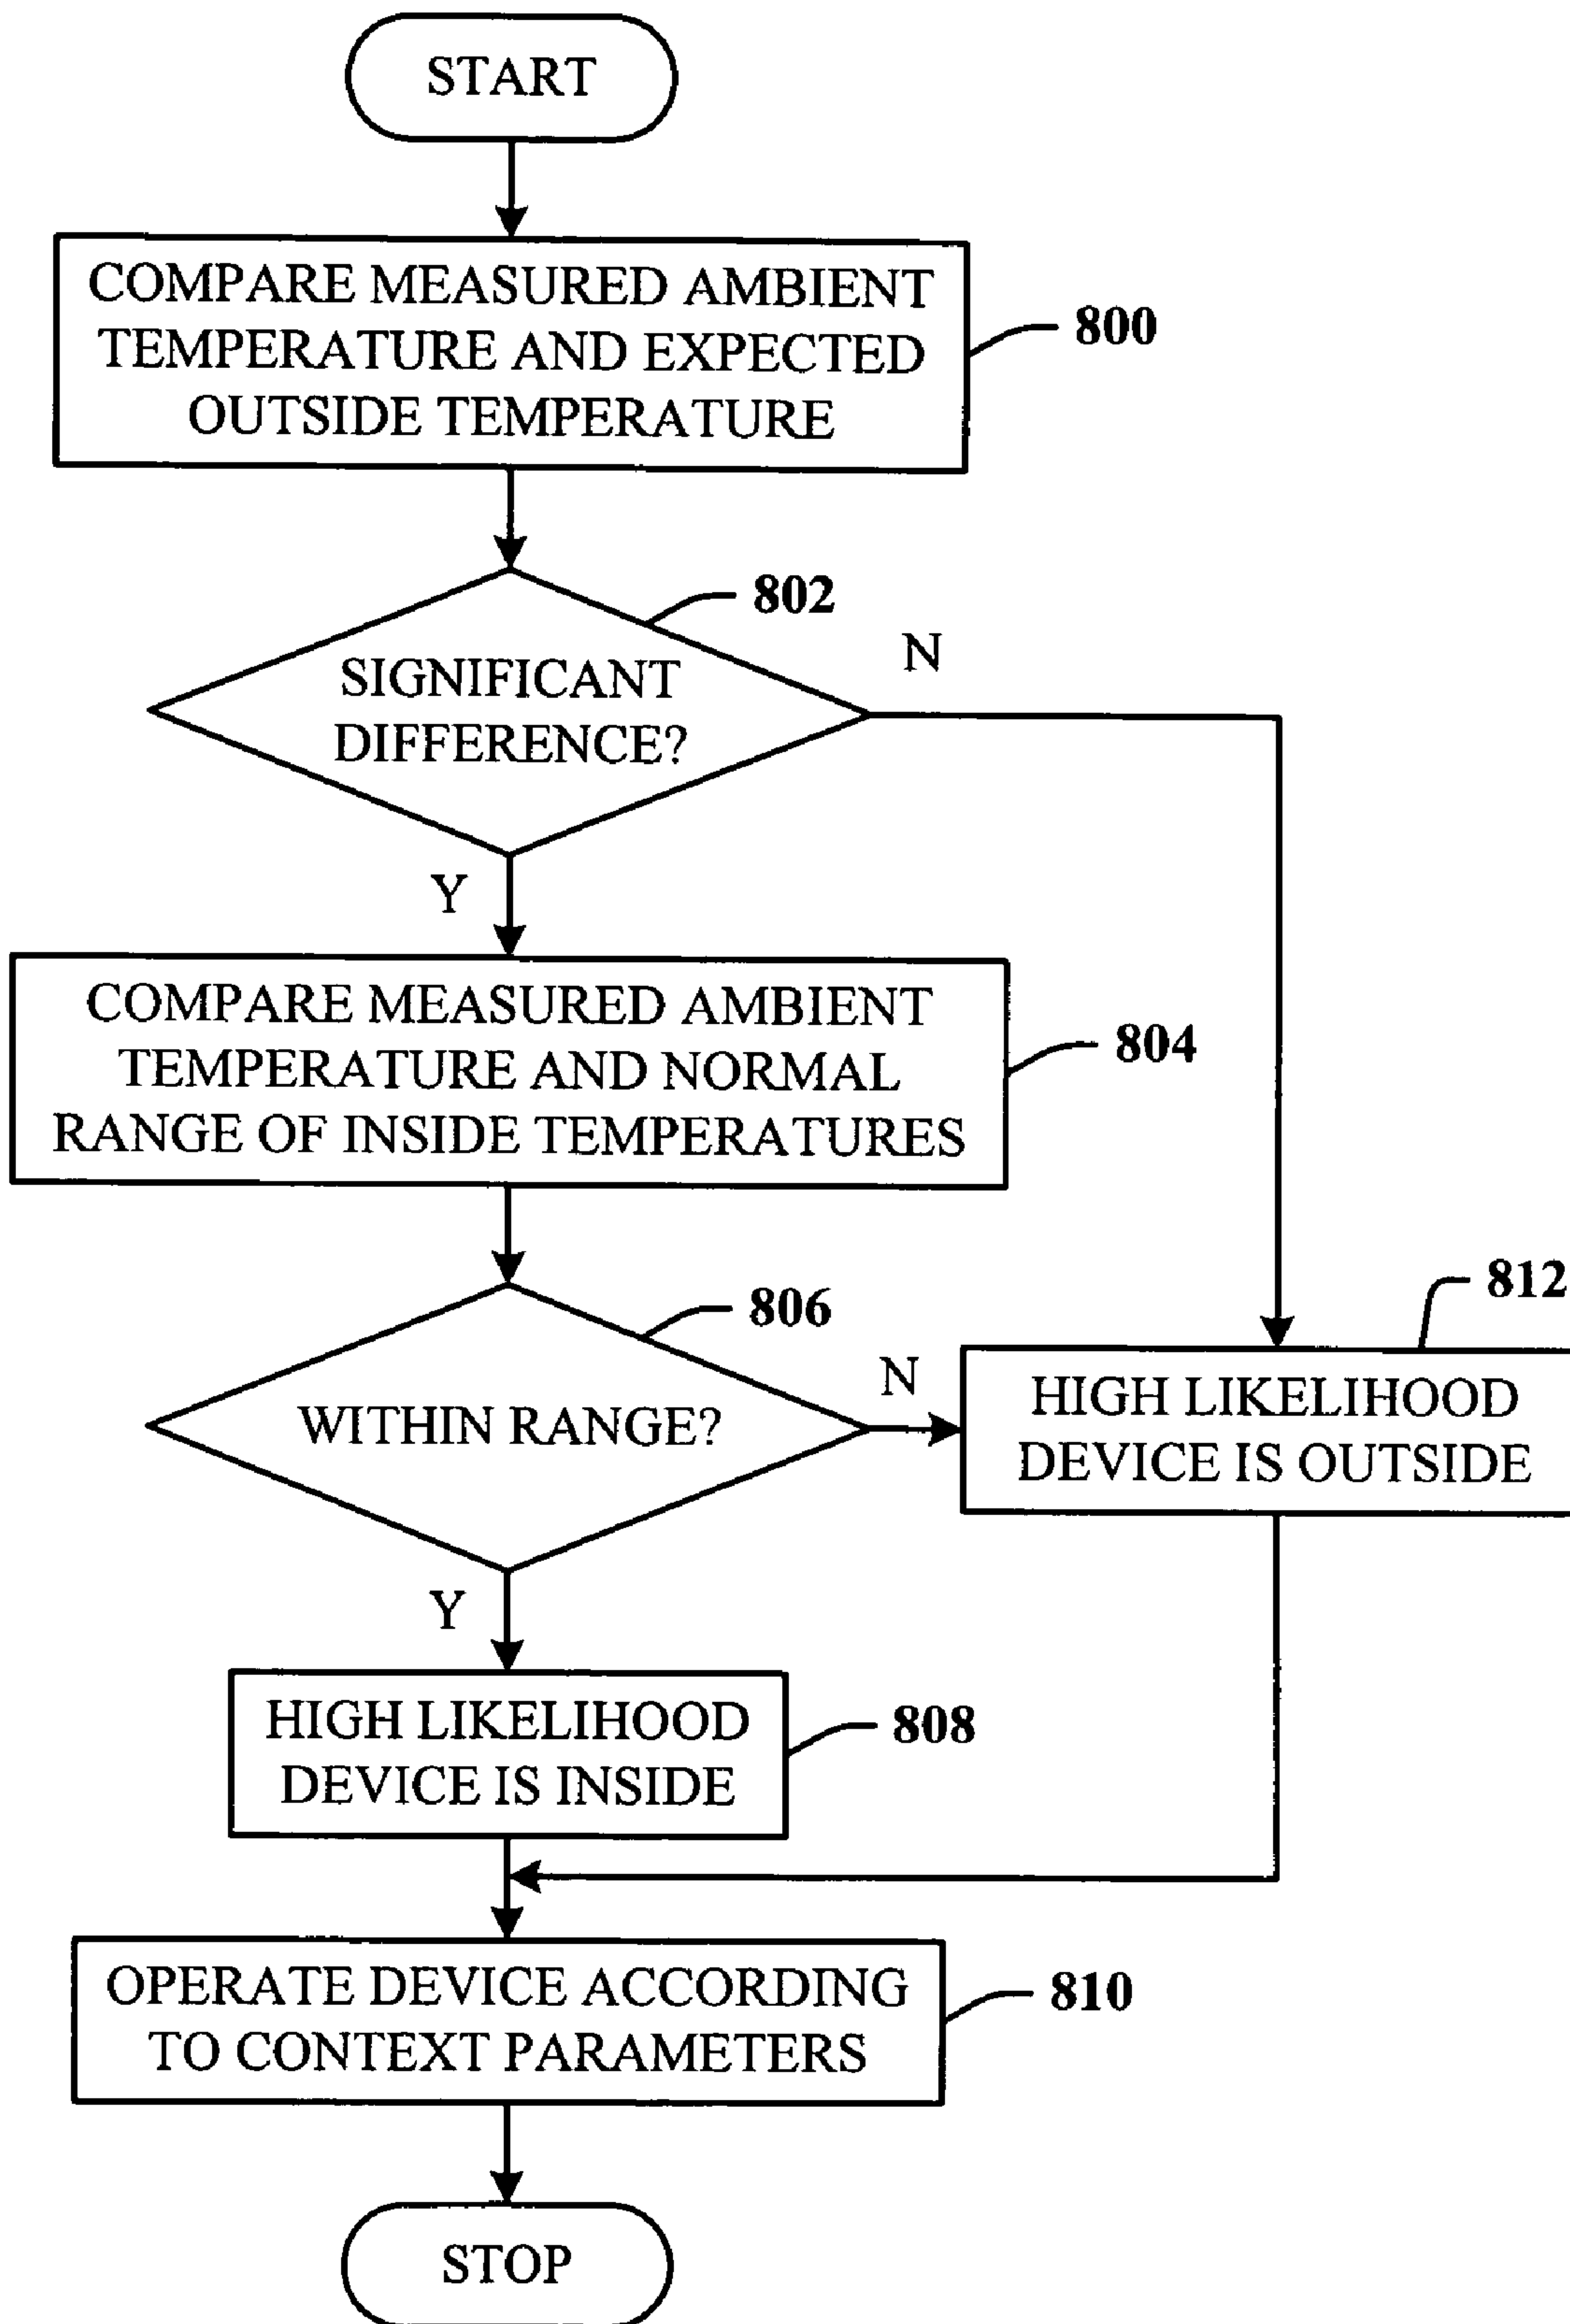 START
COMPARE MEASURED AMBIENT
TEMPERATURE AND EXPECTED
OUTSIDE TEMPERATURE
800
802
SIGNIFICANT
DIFFERENCE?
N
Y
COMPARE MEASURED AMBIENT
TEMPERATURE AND NORMAL
RANGE OF INSIDE TEMPERATURES
804
806
WITHIN RANGE?
N
812
HIGH LIKELIHOOD
DEVICE IS OUTSIDE
Y
HIGH LIKELIHOOD
DEVICE IS INSIDE
808
OPERATE DEVICE ACCORDING
TO CONTEXT PARAMETERS
810
STOP